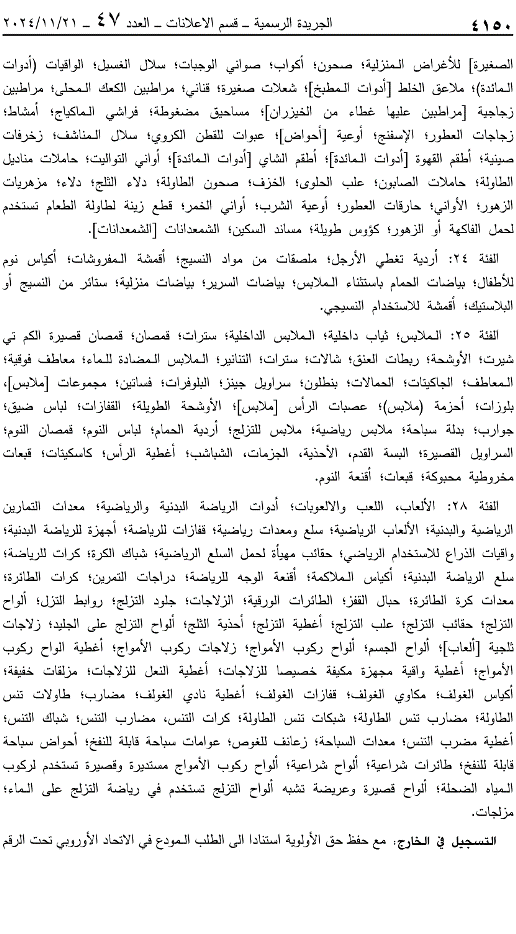 ٤١٥٠ الجريدة الرسمية ــ قسم الاعلانات ــ العدد ٤٧ ــ ٢٠٢٤/١١/٢١
الصغيرة] للأغراض المنزلية؛ صحون؛ أكواب؛ صواني الوجبات؛ سلال الغسيل؛ الواقيات (أدوات
المائدة)؛ ملاعق الخلط [أدوات المطبخ]؛ شعلات صغيرة؛ قناني؛ مراطبين الكعك المحلى؛ مراطبين
زجاجية [مراطبين عليها غطاء من الخيزران]؛ مساحيق مضغوطة؛ فراشي الماكياج؛ أمشاط؛
زجاجات العطور؛ الإسفنج؛ أوعية [أحواض]؛ عبوات للقطن الكروي؛ سلال المناشف؛ زخرفات
صينية؛ أطقم القهوة [أدوات المائدة]؛ أطقم الشاي [أدوات المائدة]؛ أواني التواليت؛ حاملات مناديل
الطاولة؛ حاملات الصابون؛ علب الحلوى؛ الخزف؛ صحون الطاولة؛ دلاء الثلج؛ دلاء؛ مزهريات
الزهور؛ الأواني؛ حارقات العطور؛ أوعية الشرب؛ أواني الخمر؛ قطع زينة لطاولة الطعام تستخدم
لحمل الفاكهة أو الزهور؛ كؤوس طويلة؛ مساند السكين؛ الشمعدانات [الشمعدانات].
الفئة ٢٤: أردية تغطي الأرجل؛ ملصقات من مواد النسيج؛ أقمشة المفروشات؛ أكياس نوم
للأطفال؛ بياضات الحمام باستثناء الملابس؛ بياضات السرير؛ بياضات منزلية؛ ستائر من النسيج أو
البلاستيك؛ أقمشة للاستخدام النسيجي.
الفئة ٢٥: الملابس؛ ثياب داخلية؛ الملابس الداخلية؛ سترات؛ قمصان؛ قمصان قصيرة الكم تي
شيرت؛ الأوشحة؛ ربطات العنق؛ شالات؛ سترات؛ التنانير؛ الملابس المضادة للماء؛ معاطف فوقية؛
المعاطف؛ الجاكيتات؛ الحمالات؛ بنطلون؛ سراويل جينز؛ البلوفرات؛ فساتين؛ مجموعات [ملابس]،
بلوزات؛ أحزمة (ملابس)؛ عصبات الرأس [ملابس]؛ الأوشحة الطويلة؛ القفازات؛ لباس ضيق؛
جوارب؛ بدلة سباحة؛ ملابس رياضية؛ ملابس للتزلج؛ أردية الحمام؛ لباس النوم؛ قمصان النوم؛
السراويل القصيرة؛ البسة القدم، الأحذية، الجزمات، الشباشب؛ أغطية الرأس؛ كاسكيتات؛ قبعات
مخروطية محبوكة؛ قبعات؛ أقنعة النوم.
الفئة ٢٨: الألعاب، اللعب والالعوبات؛ أدوات الرياضة البدنية والرياضية؛ معدات التمارين
الرياضية والبدنية؛ الألعاب الرياضية؛ سلع ومعدات رياضية؛ قفازات للرياضة؛ أجهزة للرياضة البدنية؛
واقيات الذراع للاستخدام الرياضي؛ حقائب مهيأة لحمل السلع الرياضية؛ شباك الكرة؛ كرات للرياضة؛
سلع الرياضة البدنية؛ أكياس الملاكمة؛ أقنعة الوجه للرياضة؛ دراجات التمرين؛ كرات الطائرة؛
معدات كرة الطائرة؛ حبال القفز؛ الطائرات الورقية؛ الزلاجات؛ جلود التزلج؛ روابط التزل؛ ألواح
التزلج؛ حقائب التزلج؛ علب التزلج؛ أغطية التزلج؛ أحذية الثلج؛ ألواح التزلج على الجليد؛ زلاجات
ثلجية [ألعاب]؛ ألواح الجسم؛ ألواح ركوب الأمواج؛ زلاجات ركوب الأمواج؛ أغطية الواح ركوب
الأمواج؛ أغطية واقية مجهزة مكيفة خصيصا للزلاجات؛ أغطية النعل للزلاجات؛ مزلقات خفيفة؛
أكياس الغولف؛ مكاوي الغولف؛ قفازات الغولف؛ أغطية نادي الغولف؛ مضارب؛ طاولات تنس
الطاولة؛ مضارب تنس الطاولة؛ شبكات تنس الطاولة؛ كرات التنس، مضارب التنس؛ شباك التنس؛
أغطية مضرب التنس؛ معدات السباحة؛ زعانف للغوص؛ عوامات سباحة قابلة للنفخ؛ أحواض سباحة
قابلة للنفخ؛ طائرات شراعية؛ ألواح شراعية؛ ألواح ركوب الأمواج مستديرة وقصيرة تستخدم لركوب
المياه الضحلة؛ ألواح قصيرة وعريضة تشبه ألواح التزلج تستخدم في رياضة التزلج على الماء؛
مزلجات.
التسجيل في الخارج: مع حفظ حق الأولوية استنادا الى الطلب المودع في الاتحاد الأوروبي تحت الرقم